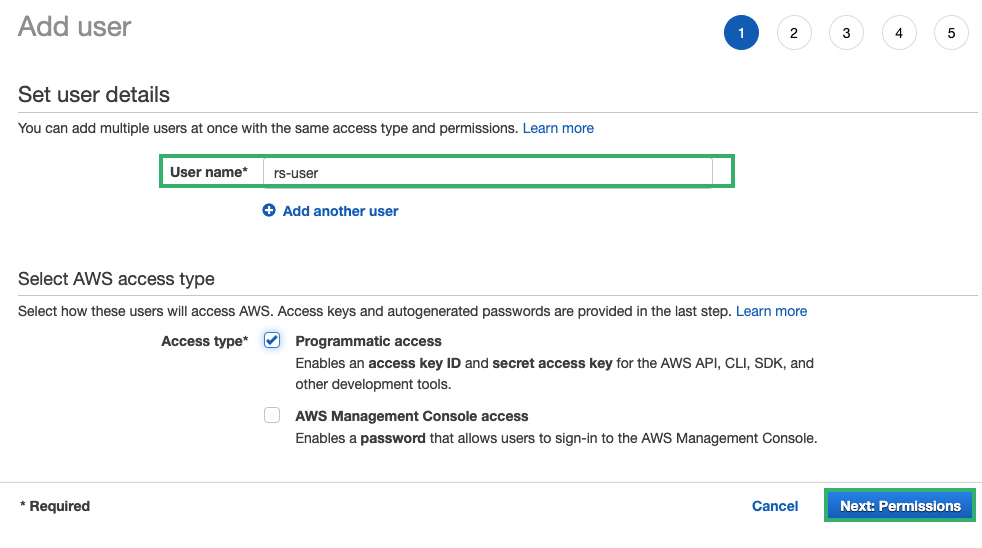 Add user
1 2 3 4 5
Set user details
You can add multiple users at once with the same access type and permissions. Learn more
User name* rs-user
Add another user
Select AWS access type
Select how these users will access AWS. Access keys and autogenerated passwords are provided in the last step. Learn more
Access type* Programmatic access
Enables an access key ID and secret access key for the AWS API, CLI, SDK, and
other development tools.
AWS Management Console access
Enables a password that allows users to sign-in to the AWS Management Console.
* Required Cancel Next: Permissions